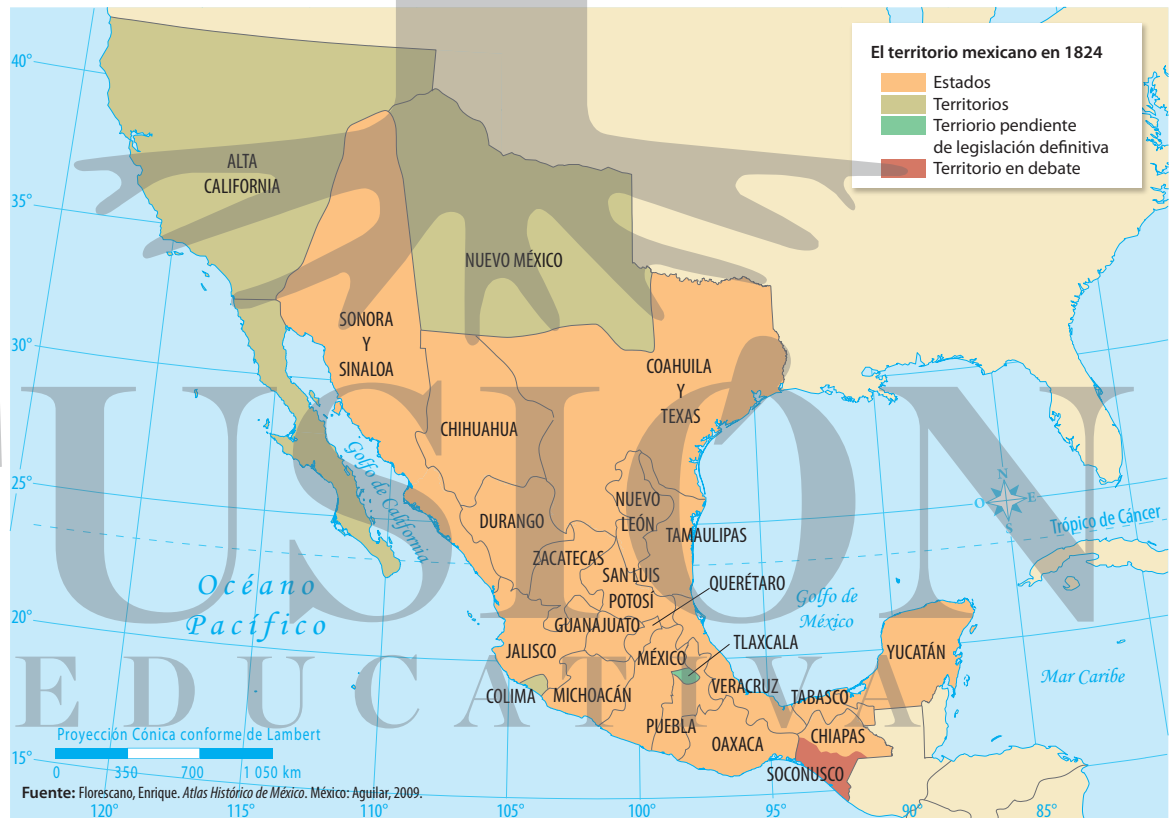 El territorio mexicano en 1824
Estados
Territorios
Terriorio pendiente
de legislación definitiva
Territorio en debate
40°
35°
30°
25°
20°
15°
ALTA
CALIFORNIA
NUEVO MÉXICO
SONORA
Y
SINALOA
COAHUILA
Y
TEXAS
CHIHUAHUA
Golfo de California
NUEVO
LEÓN
DURANGO
TAMAULIPAS
ZACATECAS
SAN LUIS
POTOSÍ
QUERÉTARO
GUANAJUATO
JALISCO
MÉXICO
TLAXCALA
COLIMA
MICHOACÁN
VERACRUZ
TABASCO
YUCATÁN
PUEBLA
OAXACA
CHIAPAS
SOCONUSCO
Océano
Pacífico
Golfo de
México
Mar Caribe
Trópico de Cáncer
N
O
E
S
USIÓN
EDUCATIVA
Proyección Cónica conforme de Lambert
0 350 700 1 050 km
Fuente: Florescano, Enrique. Atlas Histórico de México. México: Aguilar, 2009.
120° 115° 110° 105° 100° 95° 90° 85°